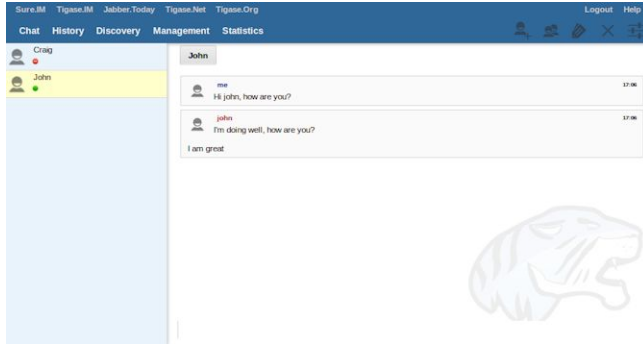 Sure.IM Tigase.IM Jabber.Today Tigase.Net Tigase.Org Logout Help
Chat History Discovery Management Statistics
Craig
John
John
me 17:06
Hi john, how are you?
john 17:06
I'm doing well, how are you?
I am great